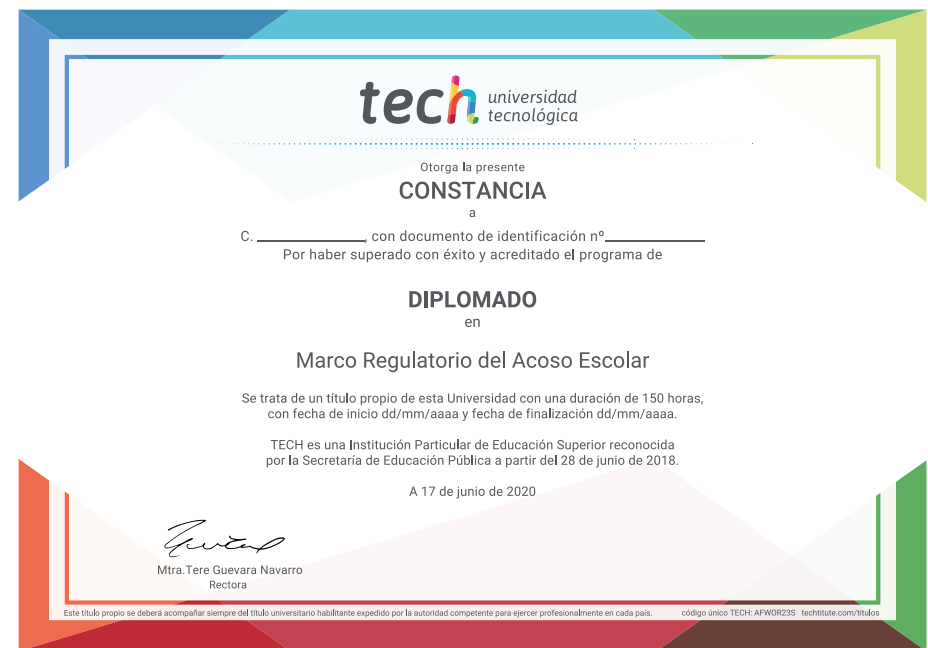 tech universidad
tecnológica
Otorga la presente
CONSTANCIA
a
C. ______________, con documento de identificación nº_____________
Por haber superado con éxito y acreditado el programa de
DIPLOMADO
en
Marco Regulatorio del Acoso Escolar
Se trata de un título propio de esta Universidad con una duración de 150 horas,
con fecha de inicio dd/mm/aaaa y fecha de finalización dd/mm/aaaa.
TECH es una Institución Particular de Educación Superior reconocida
por la Secretaría de Educación Pública a partir del 28 de junio de 2018.
A 17 de junio de 2020
Mtra.Tere Guevara Navarro
Rectora
Este título propio se deberá acompañar siempre del título universitario habilitante expedido por la autoridad competente para ejercer profesionalmente en cada país. código único TECH: AFWOR23S techtitute.com/titulos